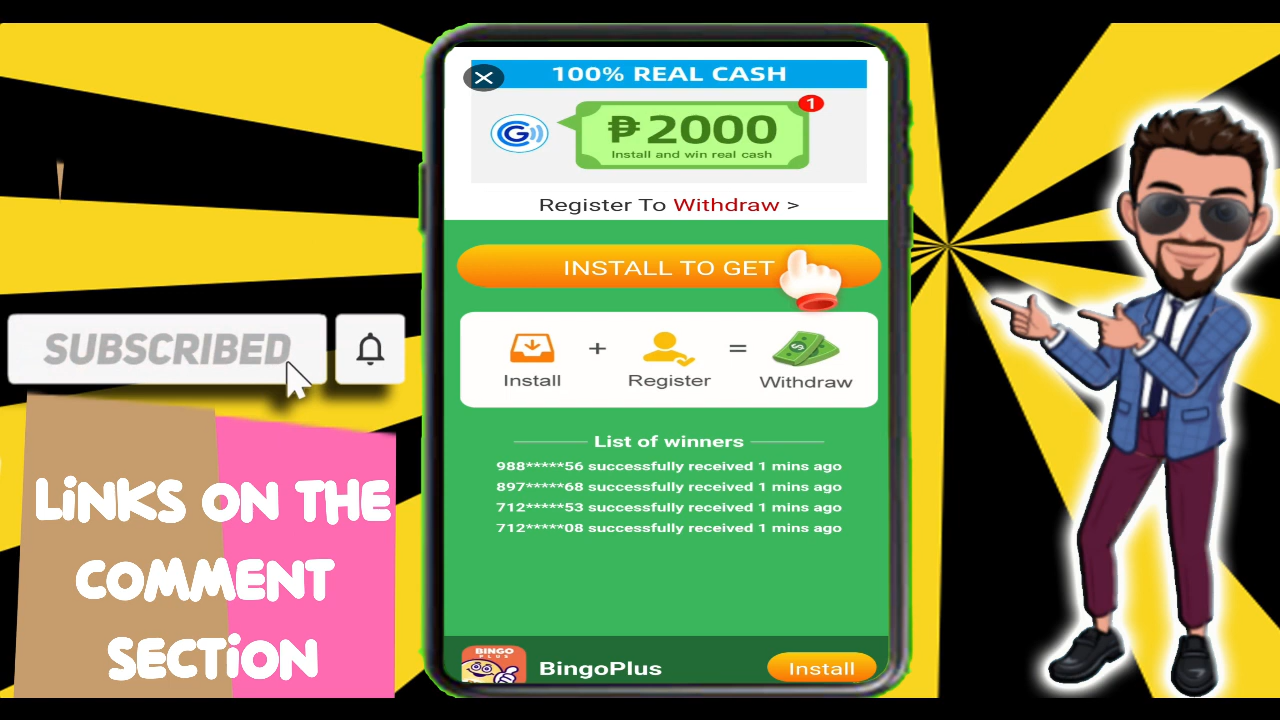 100% REAL CASH
1
₱2000
Install and win real cash
Register To Withdraw >
INSTALL TO GET
Install + Register = Withdraw
List of winners
988*****56 successfully received 1 mins ago
897*****68 successfully received 1 mins ago
712*****53 successfully received 1 mins ago
712*****08 successfully received 1 mins ago
BINGO
PLUS
BingoPlus
Install
SUBSCRIBED
LiNKS ON THE
COMMENT
SECTiON